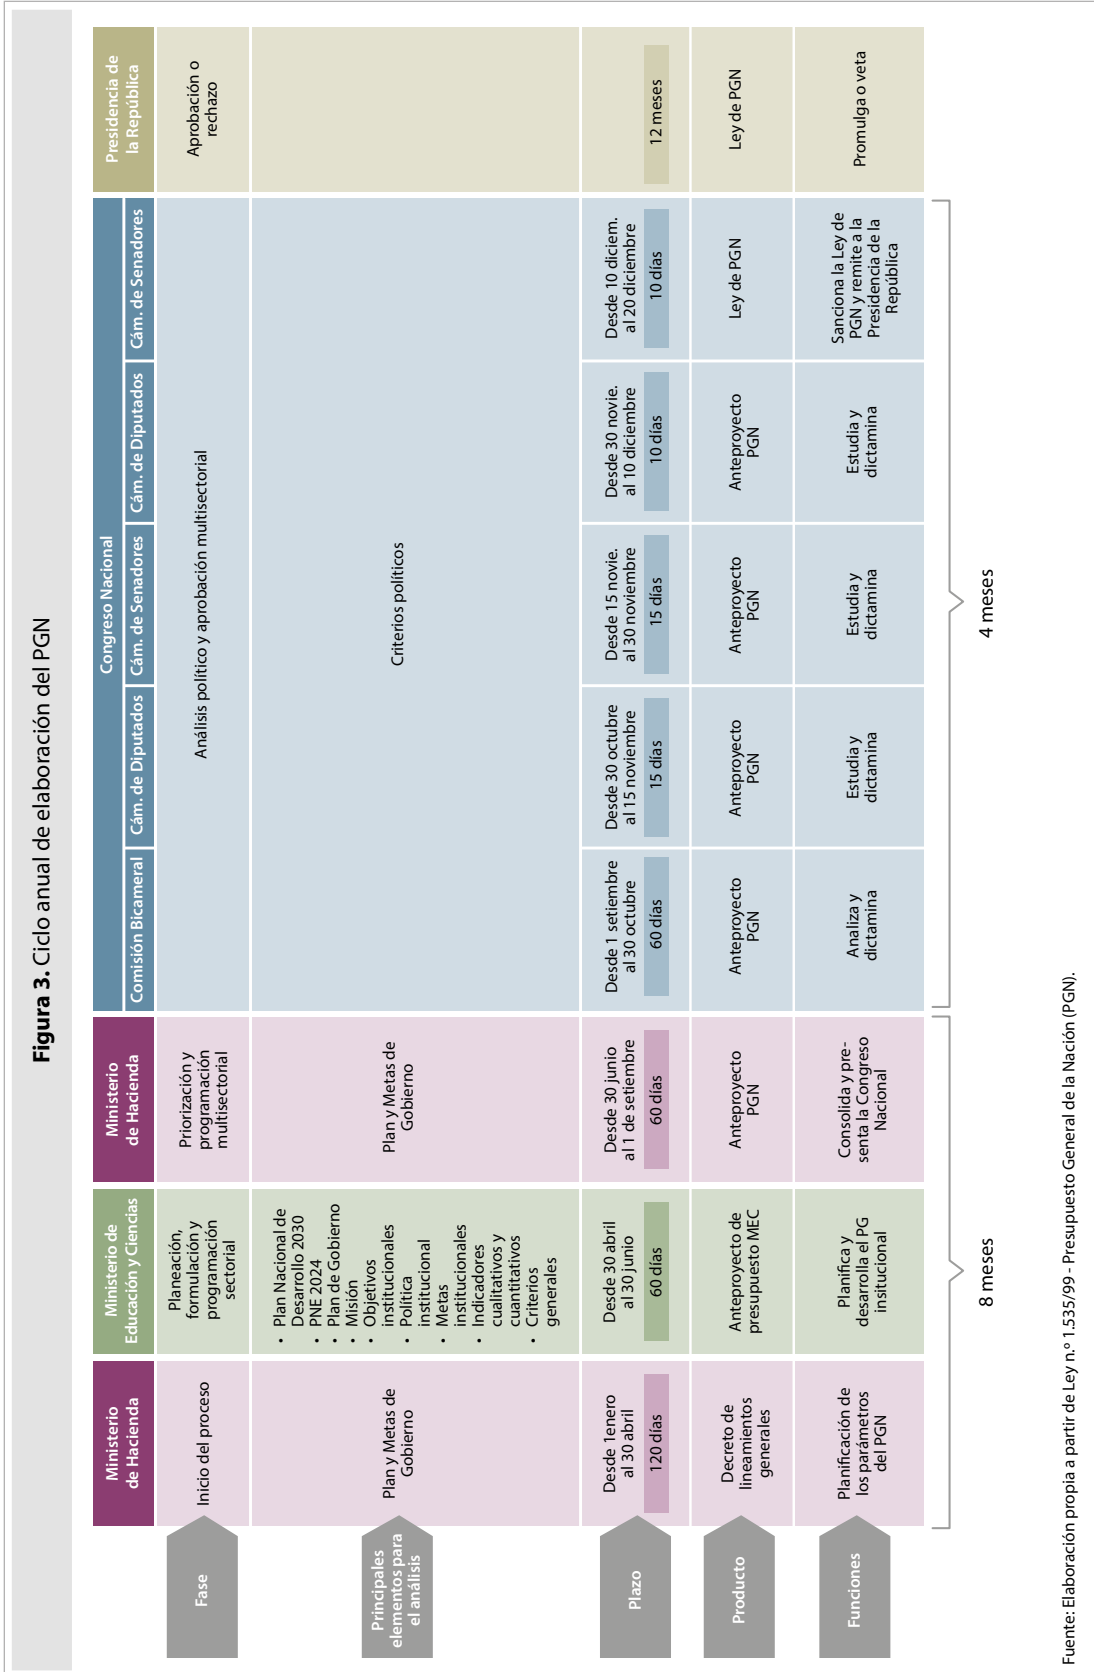 Figura 3. Ciclo anual de elaboración del PGN
Ministerio
de Hacienda
Ministerio de
Educación y Ciencias
Ministerio
de Hacienda
Congreso Nacional
Comisión Bicameral
Cám. de Diputados
Cám. de Senadores
Cám. de Diputados
Cám. de Senadores
Presidencia de
la República
Fase
Inicio del proceso
Planeación,
formulación y
programación
sectorial
Priorización y
programación
multisectorial
Análisis político y aprobación multisectorial
Aprobación o
rechazo
Principales
elementos para
el análisis
Plan y Metas de
Gobierno
• Plan Nacional de
Desarrollo 2030
• PNE 2024
• Plan de Gobierno
• Misión
• Objetivos
institucionales
• Política
institucional
• Metas
institucionales
• Indicadores
cualitativos y
cuantitativos
• Criterios
generales
Plan y Metas de
Gobierno
Criterios políticos
Plazo
Desde 1enero
al 30 abril
120 días
Desde 30 abril
al 30 junio
60 días
Desde 30 junio
al 1 de setiembre
60 días
Desde 1 setiembre
al 30 octubre
60 días
Desde 30 octubre
al 15 noviembre
15 días
Desde 15 novie.
al 30 noviembre
15 días
Desde 30 novie.
al 10 diciembre
10 días
Desde 10 diciem.
al 20 diciembre
10 días
12 meses
Producto
Decreto de
lineamientos
generales
Anteproyecto de
presupuesto MEC
Anteproyecto
PGN
Anteproyecto
PGN
Anteproyecto
PGN
Anteproyecto
PGN
Anteproyecto
PGN
Ley de PGN
Ley de PGN
Funciones
Planificación de
los parámetros
del PGN
Planifica y
desarrolla el PG
insitucional
Consolida y pre-
senta la Congreso
Nacional
Analiza y
dictamina
Estudia y
dictamina
Estudia y
dictamina
Estudia y
dictamina
Sanciona la Ley de
PGN y remite a la
Presidencia de la
República
Promulga o veta
8 meses
4 meses
Fuente: Elaboración propia a partir de Ley n.º 1.535/99 - Presupuesto General de la Nación (PGN).